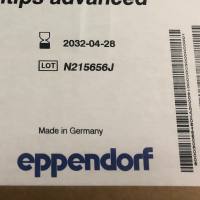 tips advanced
2032-04-28
LOT N215656J
Made in Germany
eppendorf